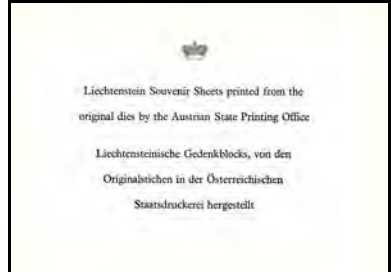 Liechtenstein Souvenir Sheets printed from the
original dies by the Austrian State Printing Office
Liechtensteinische Gedenkblocks, von den
Originalstichen in der Österreichischen
Staatsdruckerei hergestellt